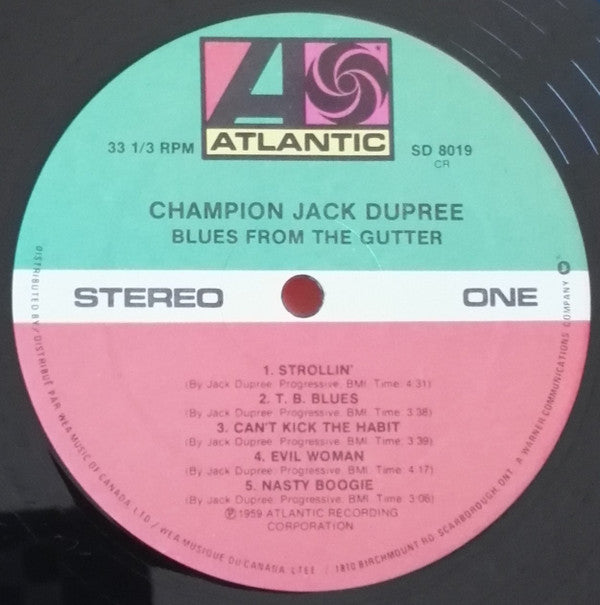 ATLANTIC
33 1/3 RPM
SD 8019
CR
CHAMPION JACK DUPREE
BLUES FROM THE GUTTER
STEREO
ONE
1. STROLLIN'
(By Jack Dupree. Progressive, BMI. Time: 4:31)
2. T. B. BLUES
(By Jack Dupree. Progressive, BMI. Time: 3:38)
3. CAN'T KICK THE HABIT
(By Jack Dupree. Progressive, BMI. Time: 3:39)
4. EVIL WOMAN
(By Jack Dupree. Progressive, BMI. Time: 4:17)
5. NASTY BOOGIE
(By Jack Dupree. Progressive, BMI. Time: 3:06)
℗1959 ATLANTIC RECORDING
CORPORATION
DISTRIBUTED BY / DISTRIBUÉ PAR WEA MUSIC OF CANADA, LTD / WEA MUSIQUE DU CANADA, LTEE / 1810 BIRCHMOUNT RD. SCARBOROUGH, ONT. A WARNER COMMUNICATIONS COMPANY